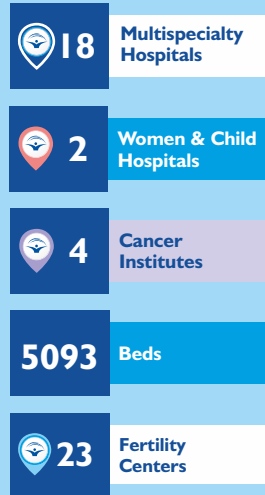 18 Multispecialty
Hospitals
2 Women & Child
Hospitals
4 Cancer
Institutes
5093 Beds
23 Fertility
Centers